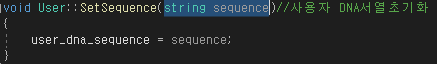 void User::SetSequence(string sequence)//사용자 DNA서열초기화
{
user_dna_sequence = sequence;
}